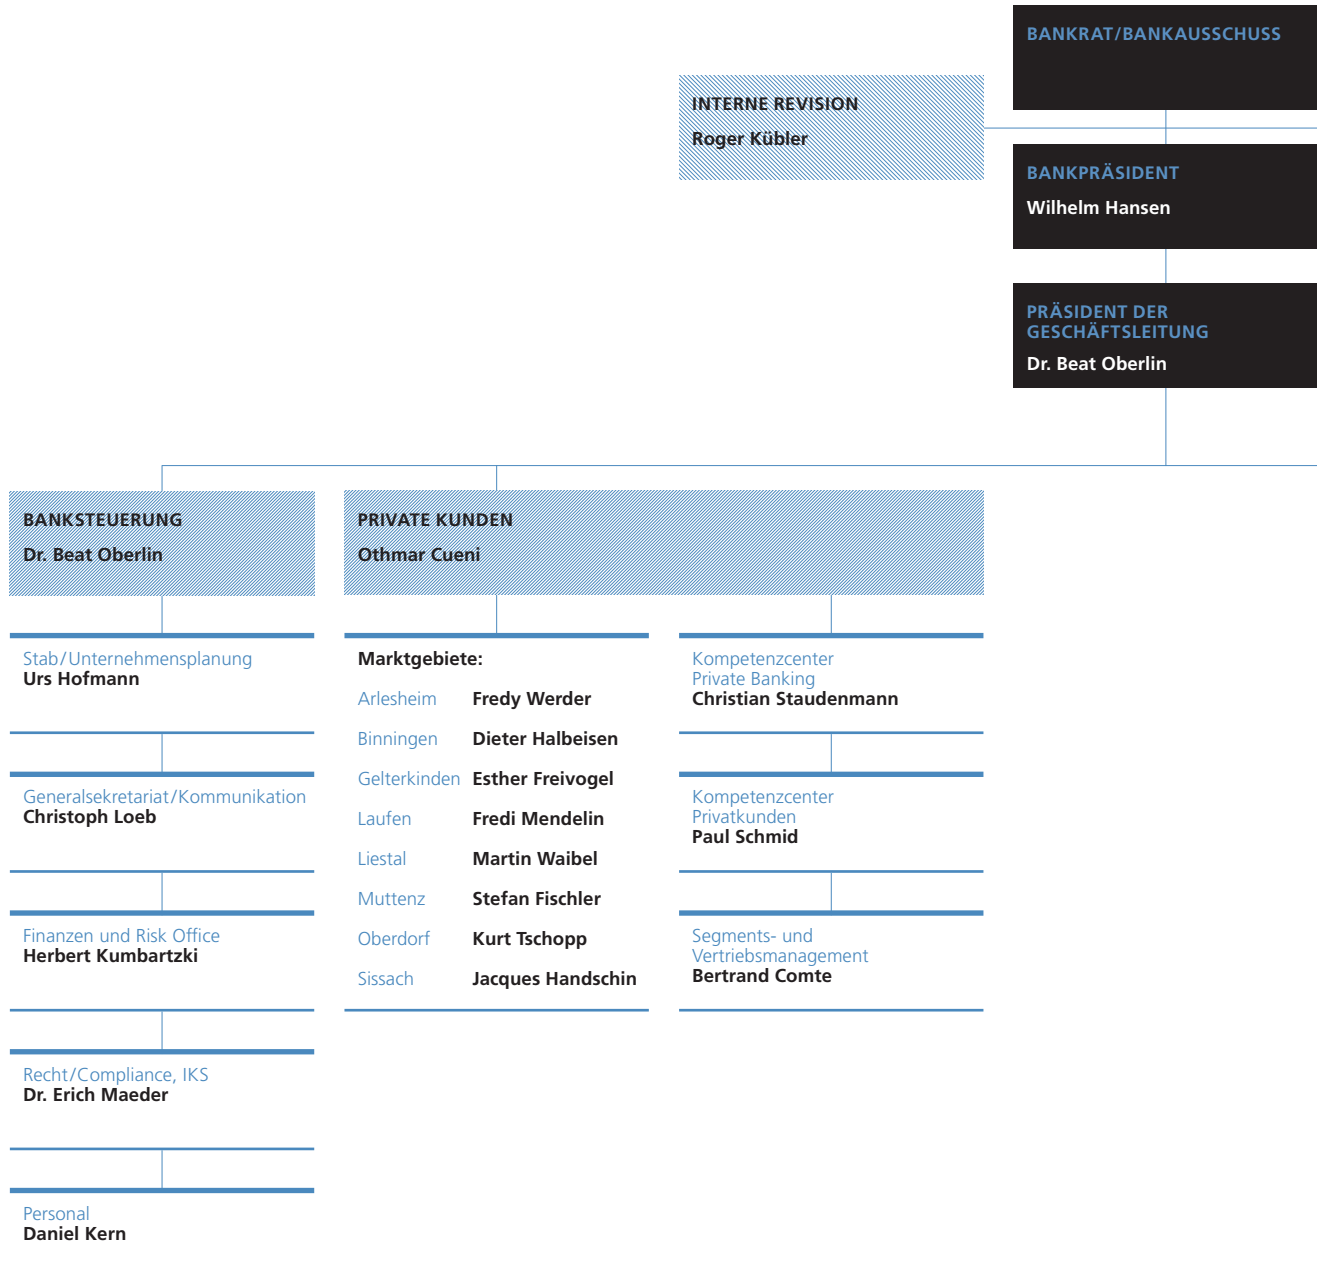 BANKRAT/BANKAUSSCHUSS
INTERNE REVISION
Roger Kübler
BANKPRÄSIDENT
Wilhelm Hansen
PRÄSIDENT DER
GESCHÄFTSLEITUNG
Dr. Beat Oberlin
BANKSTEUERUNG
Dr. Beat Oberlin
PRIVATE KUNDEN
Othmar Cueni
Stab/Unternehmensplanung
Urs Hofmann
Generalsekretariat/Kommunikation
Christoph Loeb
Finanzen und Risk Office
Herbert Kumbartzki
Recht/Compliance, IKS
Dr. Erich Maeder
Personal
Daniel Kern
Marktgebiete:
Arlesheim Fredy Werder
Binningen Dieter Halbeisen
Gelterkinden Esther Freivogel
Laufen Fredi Mendelin
Liestal Martin Waibel
Muttenz Stefan Fischler
Oberdorf Kurt Tschopp
Sissach Jacques Handschin
Kompetenzcenter
Private Banking
Christian Staudenmann
Kompetenzcenter
Privatkunden
Paul Schmid
Segments- und
Vertriebsmanagement
Bertrand Comte